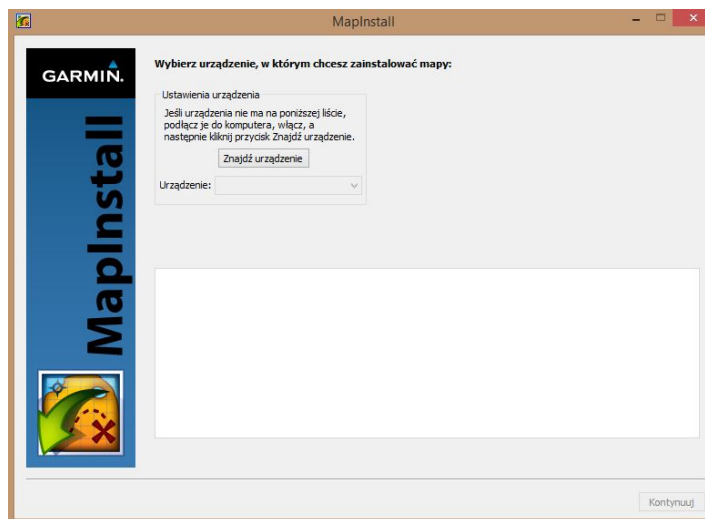 MapInstall
GARMIN.
MapInstall
Wybierz urządzenie, w którym chcesz zainstalować mapy:
Ustawienia urządzenia
Jeśli urządzenia nie ma na poniższej liście,
podłącz je do komputera, włącz, a
następnie kliknij przycisk Znajdź urządzenie.
Znajdź urządzenie
Urządzenie:
Kontynuuj